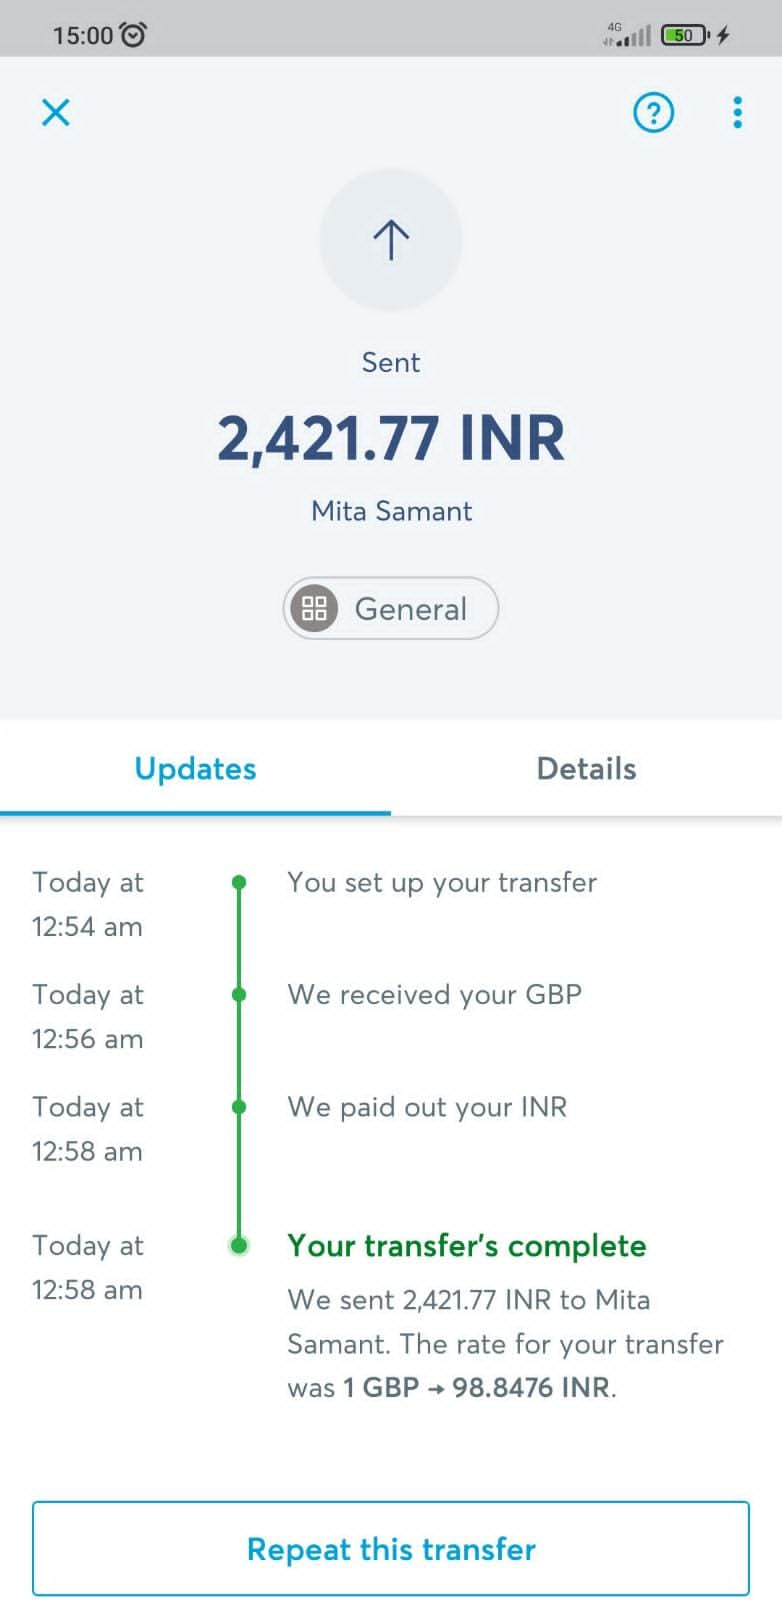 15:00
4G
50
?
Sent
2,421.77 INR
Mita Samant
General
Updates
Details
Today at
12:54 am
You set up your transfer
Today at
12:56 am
We received your GBP
Today at
12:58 am
We paid out your INR
Today at
12:58 am
Your transfer's complete
We sent 2,421.77 INR to Mita
Samant. The rate for your transfer
was 1 GBP → 98.8476 INR.
Repeat this transfer